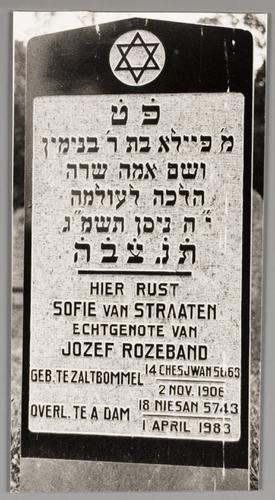 פ ט
מ׳ פיילא בת ר׳ בנימין
ושם אמה שרה
הלכה לעולמה
י״ח ניסן תשמ״ג
ת.נ.צ.ב.ה
HIER RUST
SOFIE VAN STRAATEN
ECHTGENOTE VAN
JOZEF ROZEBAND
GEB. TE ZALTBOMMEL 14 CHESJWAN 5663
2 NOV. 1906
OVERL. TE A'DAM 18 NIESAN 5743
1 APRIL 1983